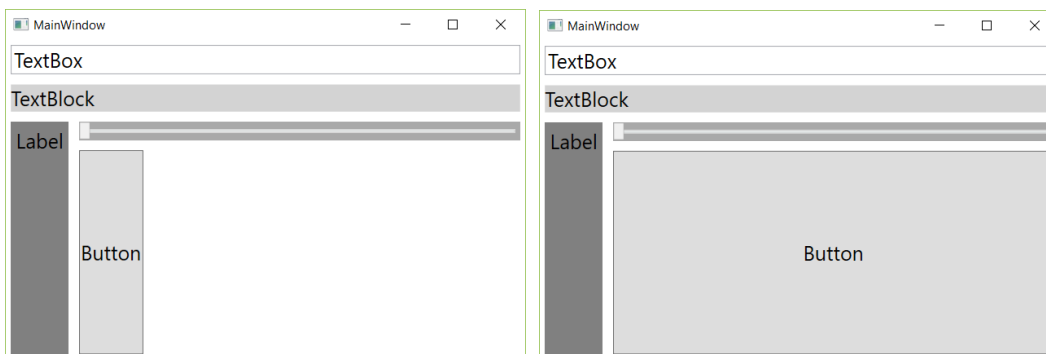 MainWindow
TextBox
TextBlock
Label
Button
MainWindow
TextBox
TextBlock
Label
Button